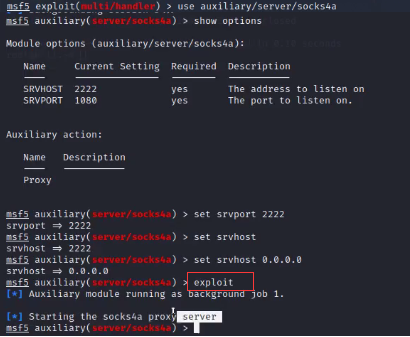 msf5 exploit(multi/handler) > use auxiliary/server/socks4a
msf5 auxiliary(server/socks4a) > show options
Module options (auxiliary/server/socks4a):
Name Current Setting Required Description
---- --------------- -------- -----------
SRVHOST 2222 yes The address to listen on
SRVPORT 1080 yes The port to listen on.
Auxiliary action:
Name Description
---- -----------
Proxy
msf5 auxiliary(server/socks4a) > set srvport 2222
srvport => 2222
msf5 auxiliary(server/socks4a) > set srvhost
srvhost => 2222
msf5 auxiliary(server/socks4a) > set srvhost 0.0.0.0
srvhost => 0.0.0.0
msf5 auxiliary(server/socks4a) > exploit
[*] Auxiliary module running as background job 1.
[*] Starting the socks4a proxy server
msf5 auxiliary(server/socks4a) >